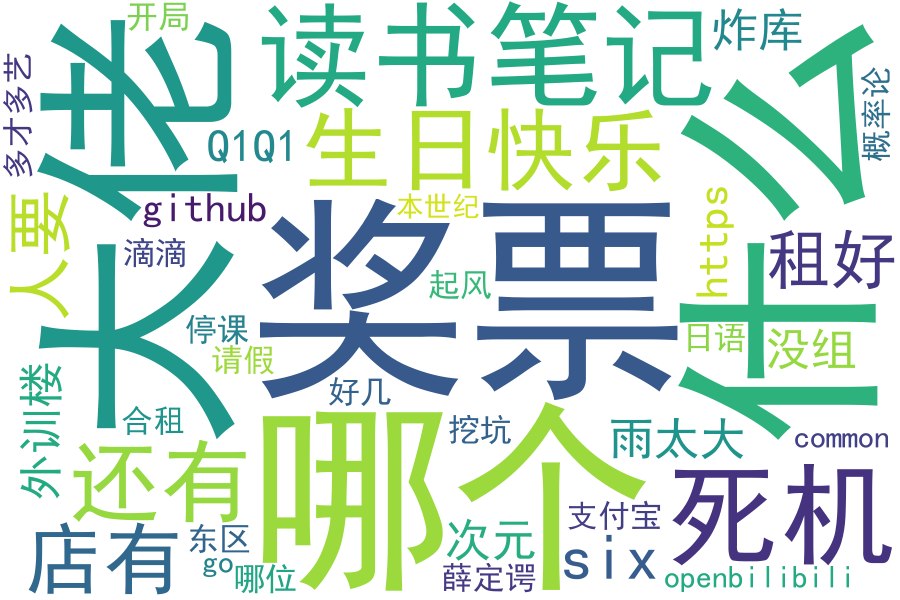 开局
大佬
读书笔记
炸库
什么
多才多艺
Q1Q1
生日快乐
概率论
人要
github
本世纪
https
租好
滴滴
奖票
起风
停课
请假
日语
没组
外训楼
好几
合租
哪个
挖坑
雨太大
common
还有
死机
店有
东区
go
哪位
次元
薛定谔
支付宝
six
openbilibili